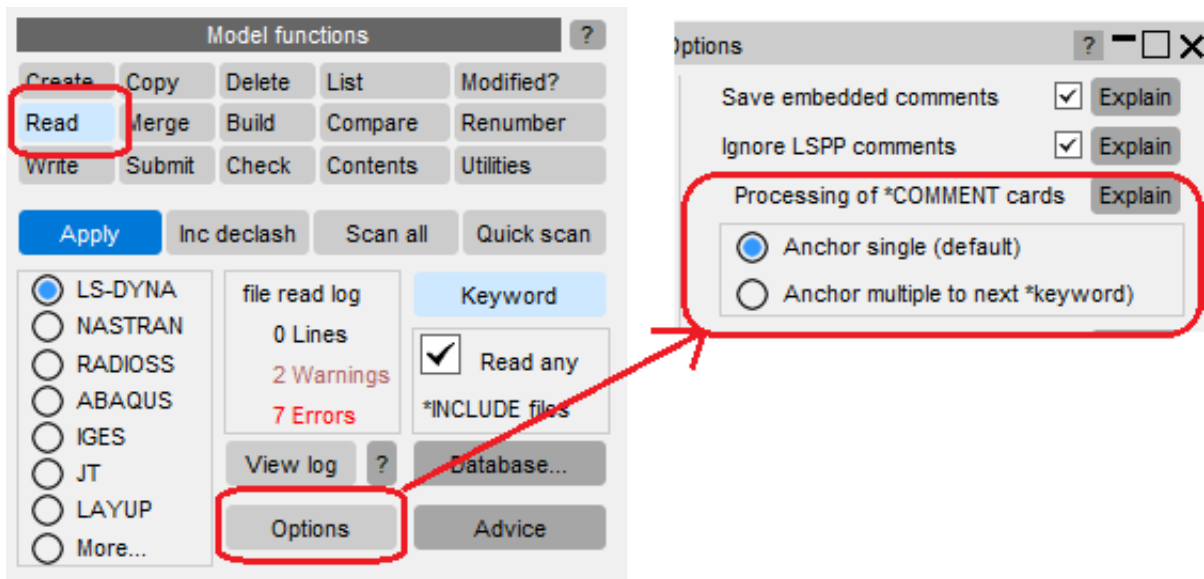 Model functions ?
Create Copy Delete List Modified?
Read Merge Build Compare Renumber
Write Submit Check Contents Utilities
Apply Inc declash Scan all Quick scan
LS-DYNA
NASTRAN
RADIOSS
ABAQUS
IGES
JT
LAYUP
More...
file read log
0 Lines
2 Warnings
7 Errors
View log ?
Options
Keyword
Read any
*INCLUDE files
Database...
Advice
Options ?
Save embedded comments Explain
Ignore LSPP comments Explain
Processing of *COMMENT cards Explain
Anchor single (default)
Anchor multiple to next *keyword)